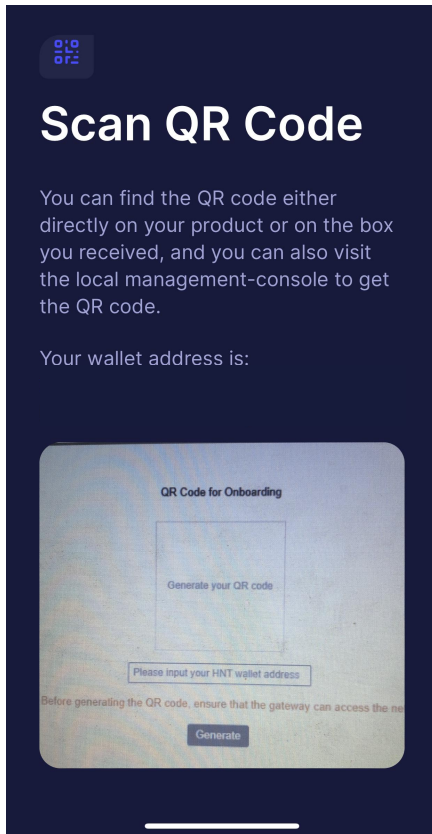 Scan QR Code
You can find the QR code either
directly on your product or on the box
you received, and you can also visit
the local management-console to get
the QR code.
Your wallet address is:
QR Code for Onboarding
Generate your QR code
Please input your HNT wallet address
Before generating the QR code, ensure that the gateway can access the
Generate